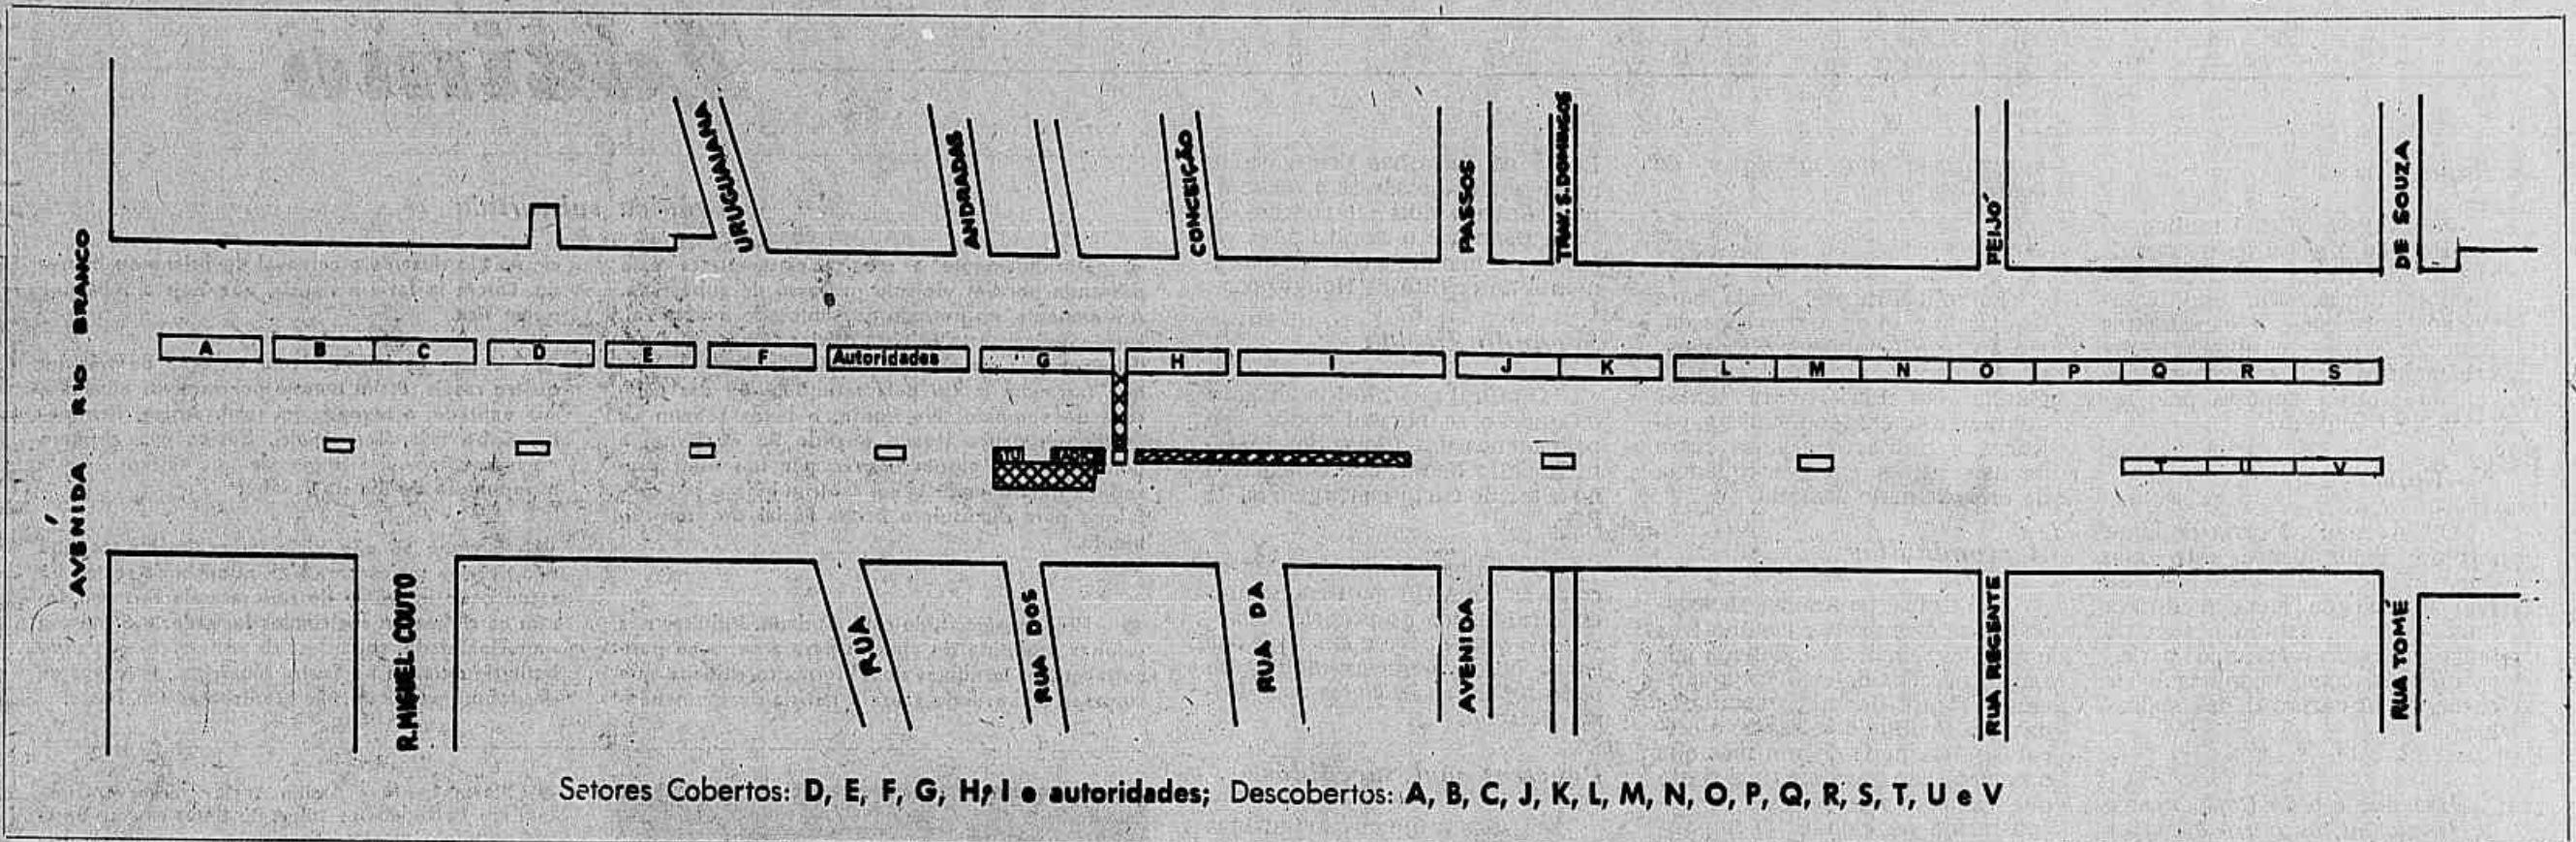 AVENIDA RIO BRANCO
URUGUAIANA
ANDRADAS
CONCEIÇÃO
PASSOS
TRAV. S. DOMINGOS
FEIJÓ
DE SOUZA
A B C D E F Autoridades G H I J K L M N O P Q R S
T U V
R. MIGUEL COUTO
RUA
RUA DOS
RUA DA
AVENIDA
RUA REGENTE
RUA TOMÉ
Setores Cobertos: D, E, F, G, H, I e autoridades; Descobertos: A, B, C, J, K, L, M, N, O, P, Q, R, S, T, U e V